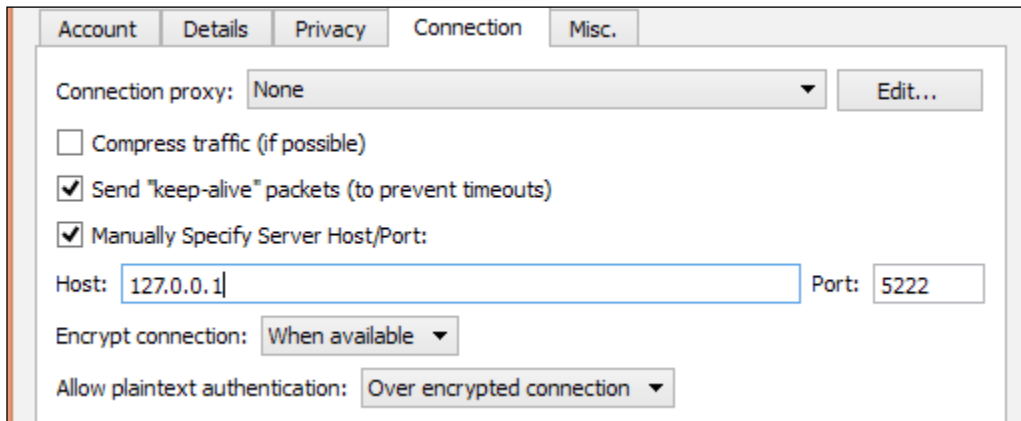 Account Details Privacy Connection Misc.
Connection proxy: None Edit...
Compress traffic (if possible)
Send "keep-alive" packets (to prevent timeouts)
Manually Specify Server Host/Port:
Host: 127.0.0.1 Port: 5222
Encrypt connection: When available
Allow plaintext authentication: Over encrypted connection